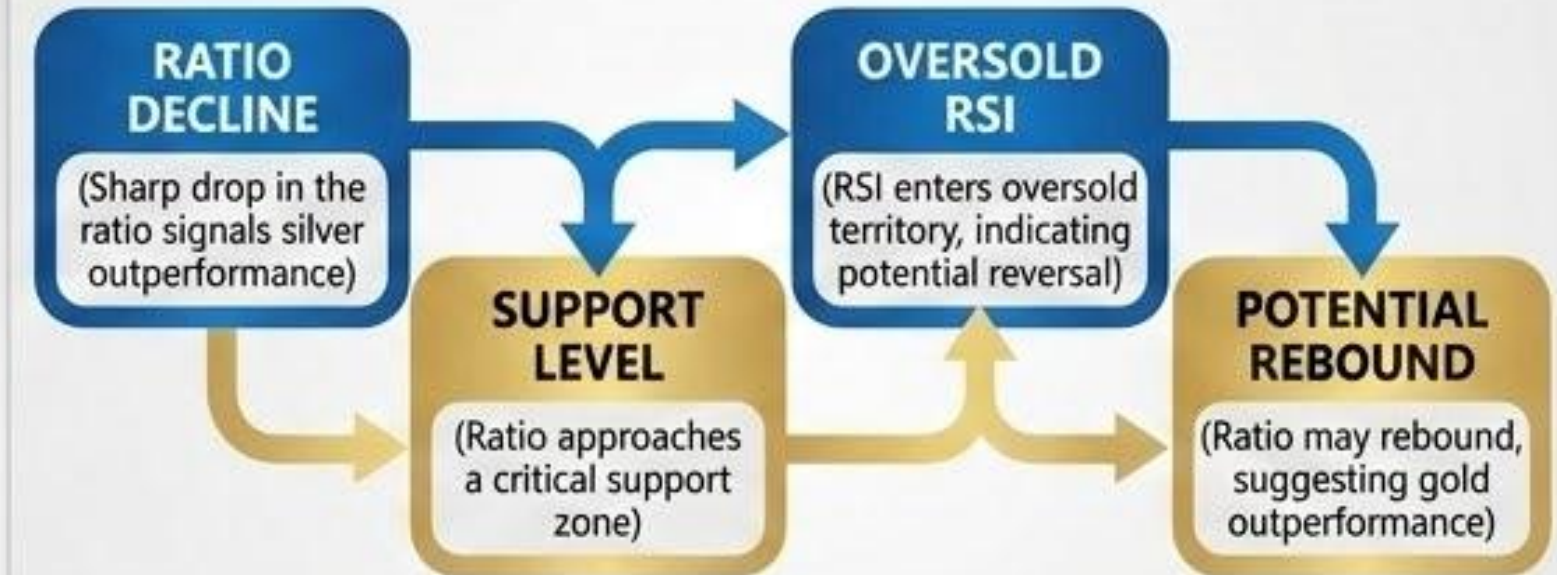 RATIO
DECLINE
(Sharp drop in the
ratio signals silver
outperformance)
SUPPORT
LEVEL
(Ratio approaches
a critical support
zone)
OVERSOLD
RSI
(RSI enters oversold
territory, indicating
potential reversal)
POTENTIAL
REBOUND
(Ratio may rebound,
suggesting gold
outperformance)